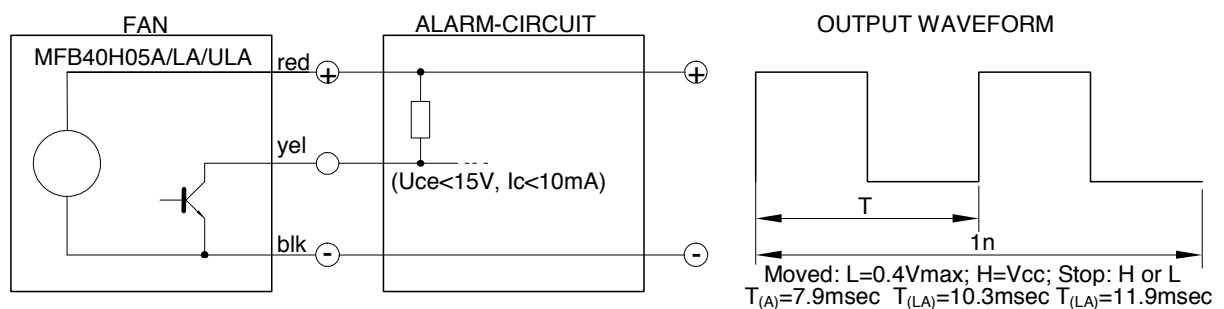 FAN
ALARM-CIRCUIT
OUTPUT WAVEFORM
MFB40H05A/LA/ULA
red
+
+
yel
(Uce<15V, Ic<10mA)
T
blk
-
-
1n
Moved: L=0.4Vmax; H=Vcc; Stop: H or L
T(A)=7.9msec T(LA)=10.3msec T(LA)=11.9msec